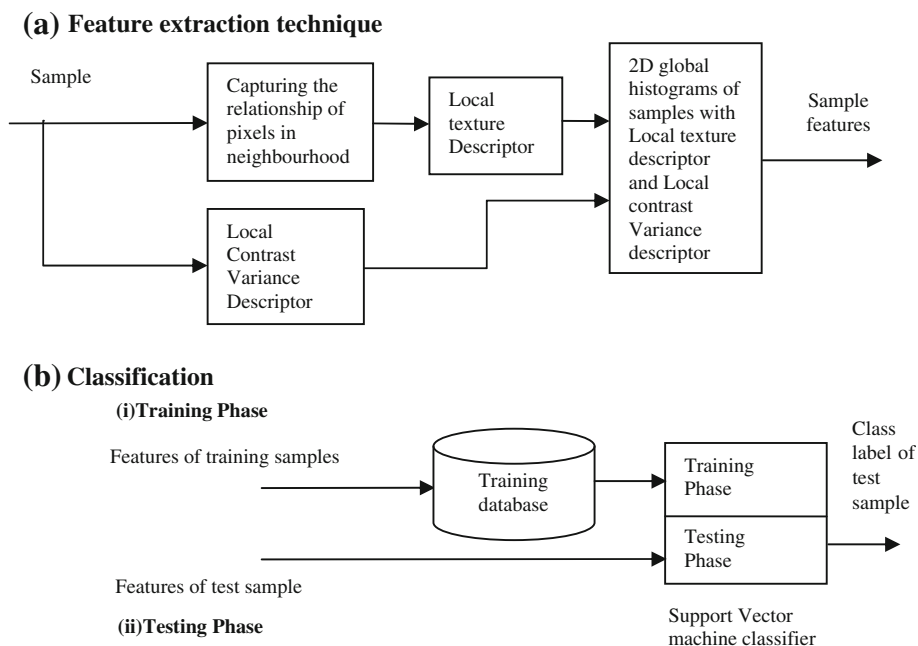 (a) Feature extraction technique
Sample
Capturing the
relationship of
pixels in
neighbourhood
Local
texture
Descriptor
2D global
histograms of
samples with
Local texture
descriptor
and Local
contrast
Variance
descriptor
Sample
features
Local
Contrast
Variance
Descriptor
(b) Classification
(i)Training Phase
Features of training samples
Training
database
Training
Phase
Testing
Phase
Class
label of
test
sample
Features of test sample
(ii)Testing Phase
Support Vector
machine classifier